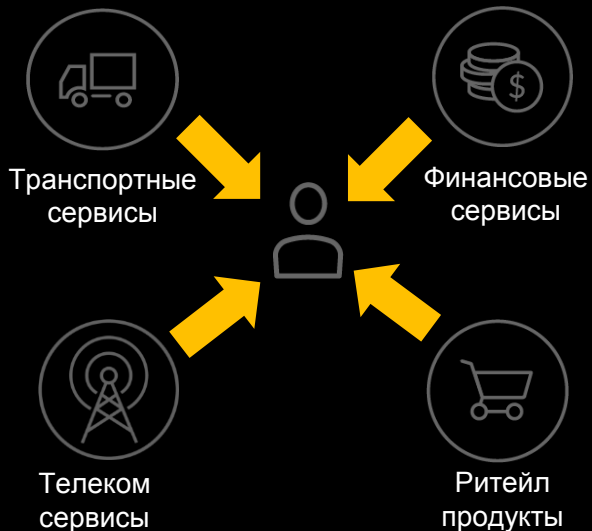 Транспортные
сервисы
Финансовые
сервисы
Телеком
сервисы
Ритейл
продукты